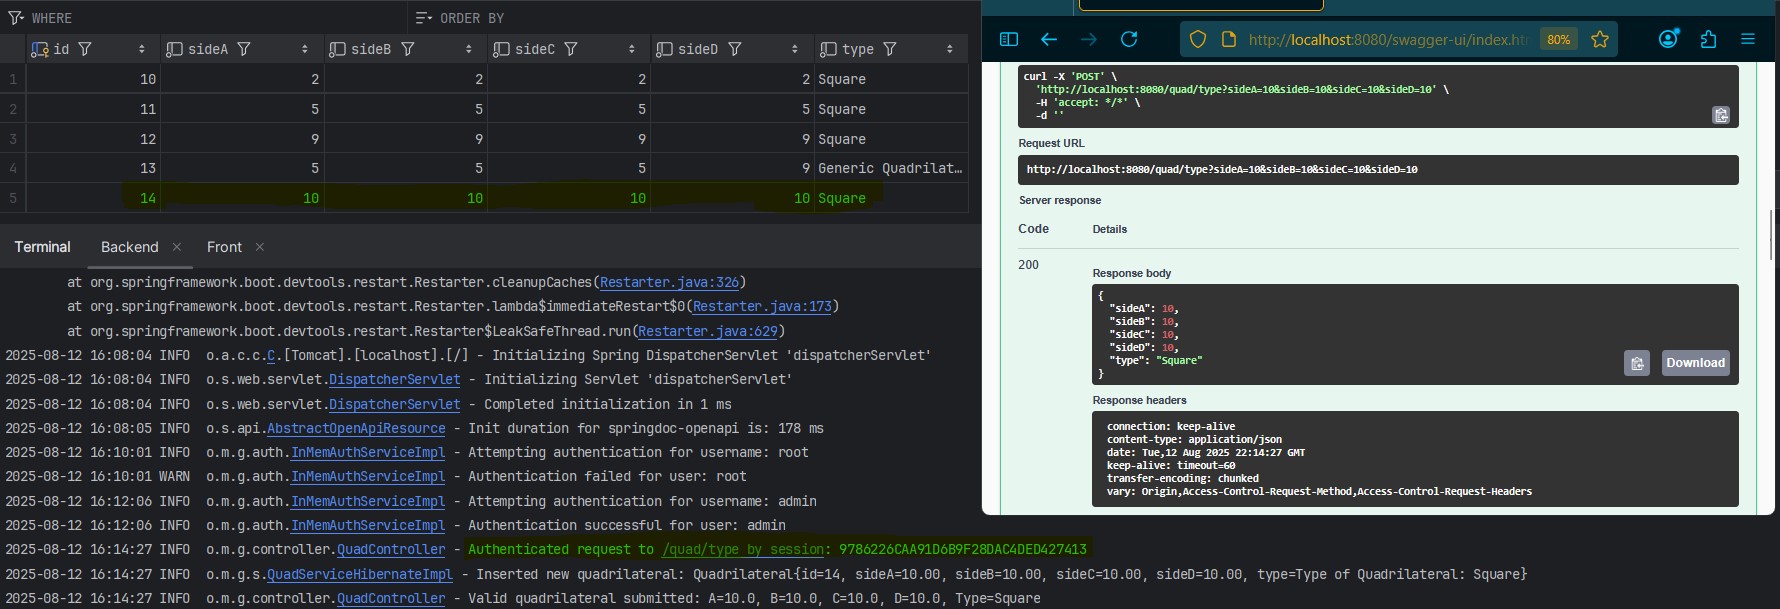 WHERE ORDER BY
id sideA sideB sideC sideD type
1 10 2 2 2 2 Square
2 11 5 5 5 5 Square
3 12 9 9 9 9 Square
4 13 5 5 5 9 Generic Quadrilat…
5 14 10 10 10 10 Square
Terminal Backend × Front ×
at org.springframework.boot.devtools.restart.Restarter.cleanupCaches(Restarter.java:326)
at org.springframework.boot.devtools.restart.Restarter.lambda$immediateRestart$0(Restarter.java:173)
at org.springframework.boot.devtools.restart.Restarter$LeakSafeThread.run(Restarter.java:629)
2025-08-12 16:08:04 INFO o.a.c.c.C.[Tomcat].[localhost].[/] - Initializing Spring DispatcherServlet 'dispatcherServlet'
2025-08-12 16:08:04 INFO o.s.web.servlet.DispatcherServlet - Initializing Servlet 'dispatcherServlet'
2025-08-12 16:08:04 INFO o.s.web.servlet.DispatcherServlet - Completed initialization in 1 ms
2025-08-12 16:08:05 INFO o.s.api.AbstractOpenApiResource - Init duration for springdoc-openapi is: 178 ms
2025-08-12 16:10:01 INFO o.m.g.auth.InMemAuthServiceImpl - Attempting authentication for username: root
2025-08-12 16:10:01 WARN o.m.g.auth.InMemAuthServiceImpl - Authentication failed for user: root
2025-08-12 16:12:06 INFO o.m.g.auth.InMemAuthServiceImpl - Attempting authentication for username: admin
2025-08-12 16:12:06 INFO o.m.g.auth.InMemAuthServiceImpl - Authentication successful for user: admin
2025-08-12 16:14:27 INFO o.m.g.controller.QuadController - Authenticated request to /quad/type by session: 9786226CAA91D6B9F28DAC4DED427413
2025-08-12 16:14:27 INFO o.m.g.s.QuadServiceHibernateImpl - Inserted new quadrilateral: Quadrilateral{id=14, sideA=10.00, sideB=10.00, sideC=10.00, sideD=10.00, type=Type of Quadrilateral: Square}
2025-08-12 16:14:27 INFO o.m.g.controller.QuadController - Valid quadrilateral submitted: A=10.0, B=10.0, C=10.0, D=10.0, Type=Square
http://localhost:8080/swagger-ui/index.ht 80%
curl -X 'POST' \
'http://localhost:8080/quad/type?sideA=10&sideB=10&sideC=10&sideD=10' \
-H 'accept: */*' \
-d ''
Request URL
http://localhost:8080/quad/type?sideA=10&sideB=10&sideC=10&sideD=10
Server response
Code Details
200
Response body
{
"sideA": 10,
"sideB": 10,
"sideC": 10,
"sideD": 10,
"type": "Square"
}
Download
Response headers
connection: keep-alive
content-type: application/json
date: Tue,12 Aug 2025 22:14:27 GMT
keep-alive: timeout=60
transfer-encoding: chunked
vary: Origin,Access-Control-Request-Method,Access-Control-Request-Headers